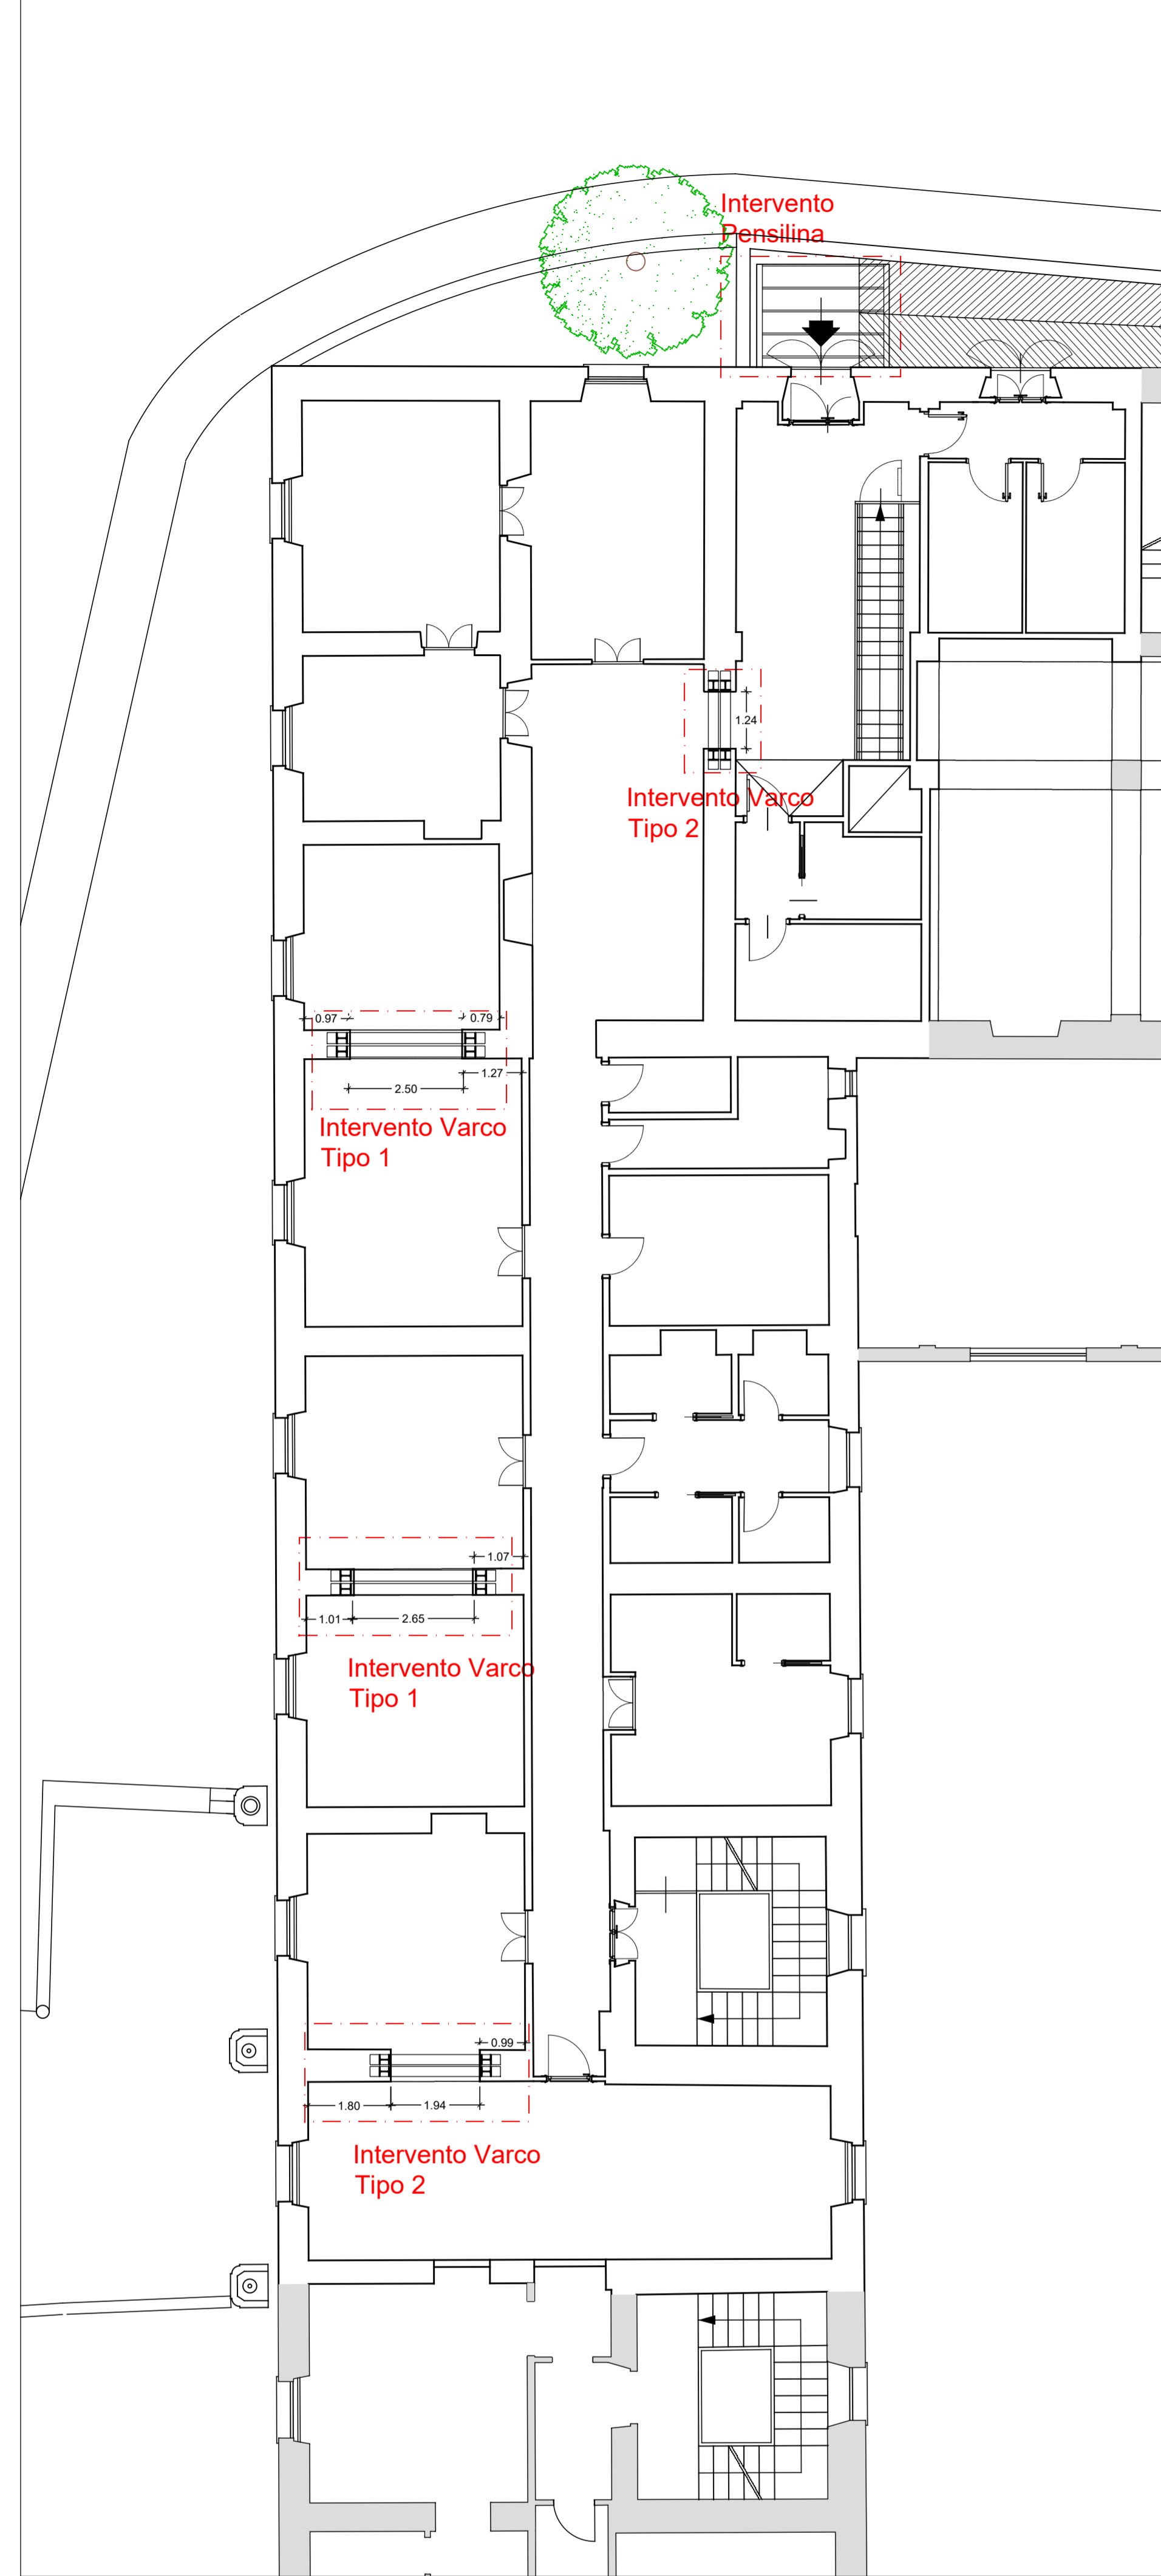 Intervento
Pensilina
1.24
Intervento Varco
Tipo 2
0.97
0.79
1.27
2.50
Intervento Varco
Tipo 1
1.07
1.01
2.65
Intervento Varco
Tipo 1
0.99
1.80
1.94
Intervento Varco
Tipo 2